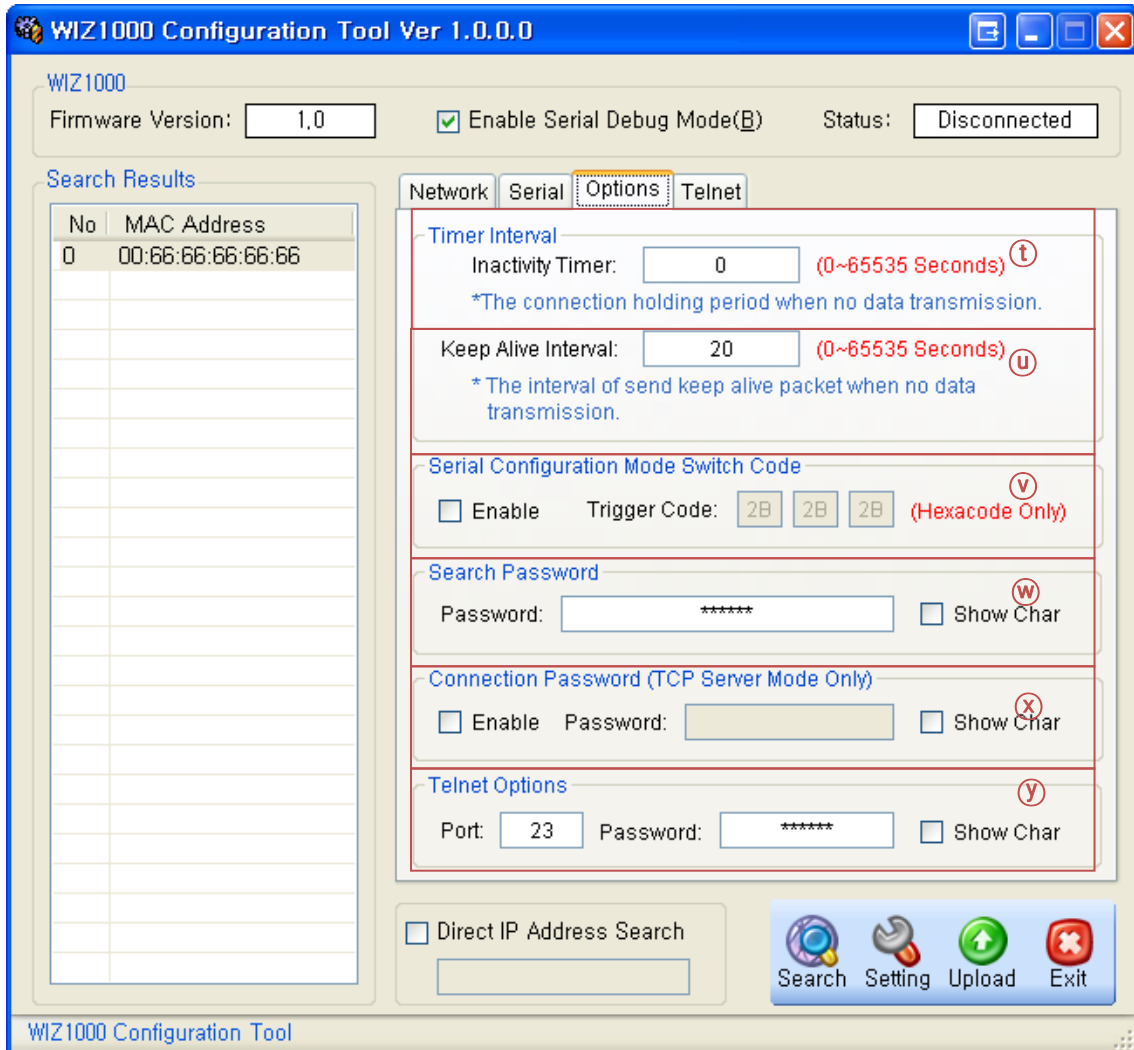 WIZ1000 Configuration Tool Ver 1.0.0.0
WIZ1000
Firmware Version: 1,0 Enable Serial Debug Mode(B) Status: Disconnected
Search Results
No MAC Address
0 00:66:66:66:66:66
Network Serial Options Telnet
Timer Interval
Inactivity Timer: 0 (0~65535 Seconds) ⓣ
*The connection holding period when no data transmission.
Keep Alive Interval: 20 (0~65535 Seconds) ⓤ
* The interval of send keep alive packet when no data
transmission.
Serial Configuration Mode Switch Code
ⓥ
Enable Trigger Code: 2B 2B 2B (Hexacode Only)
Search Password
ⓦ
Password: ****** Show Char
Connection Password (TCP Server Mode Only)
ⓧ
Enable Password: Show Char
Telnet Options
ⓨ
Port: 23 Password: ****** Show Char
Direct IP Address Search
Search Setting Upload Exit
WIZ1000 Configuration Tool